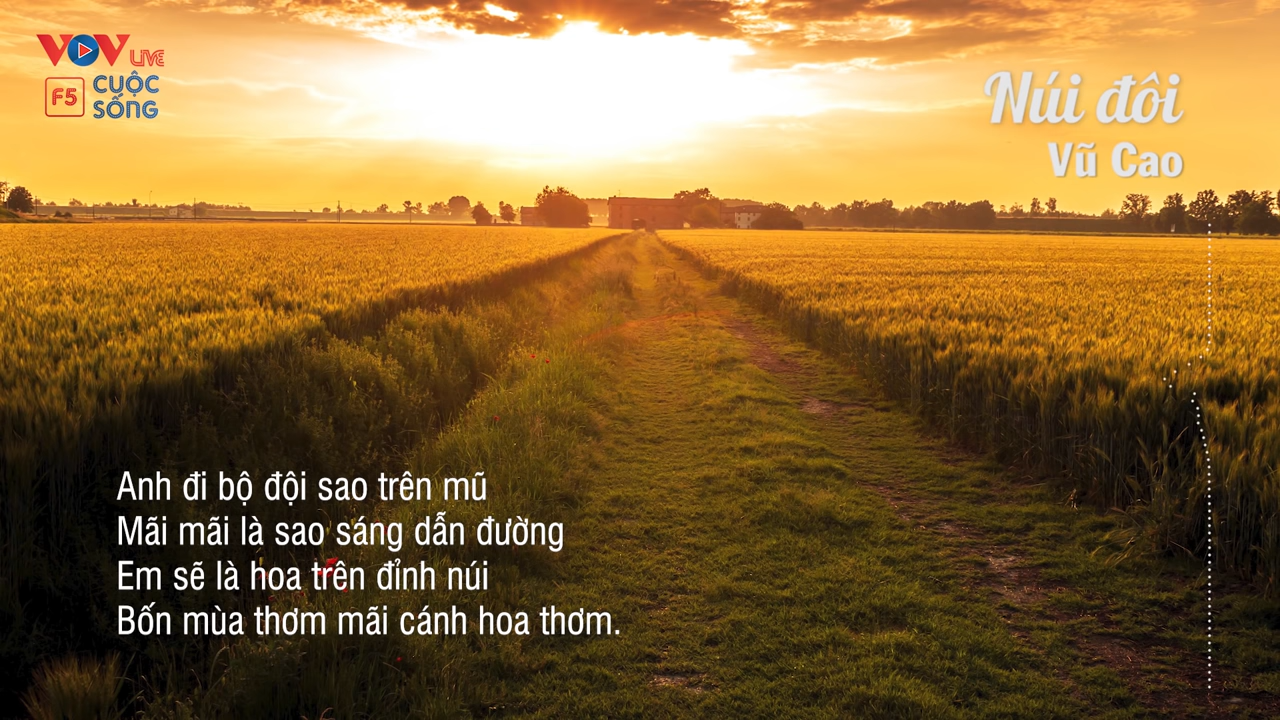 VOV LIVE
F5 CUỘC SỐNG
Núi đôi
Vũ Cao
Anh đi bộ đội sao trên mũ
Mãi mãi là sao sáng dẫn đường
Em sẽ là hoa trên đỉnh núi
Bốn mùa thơm mãi cánh hoa thơm.